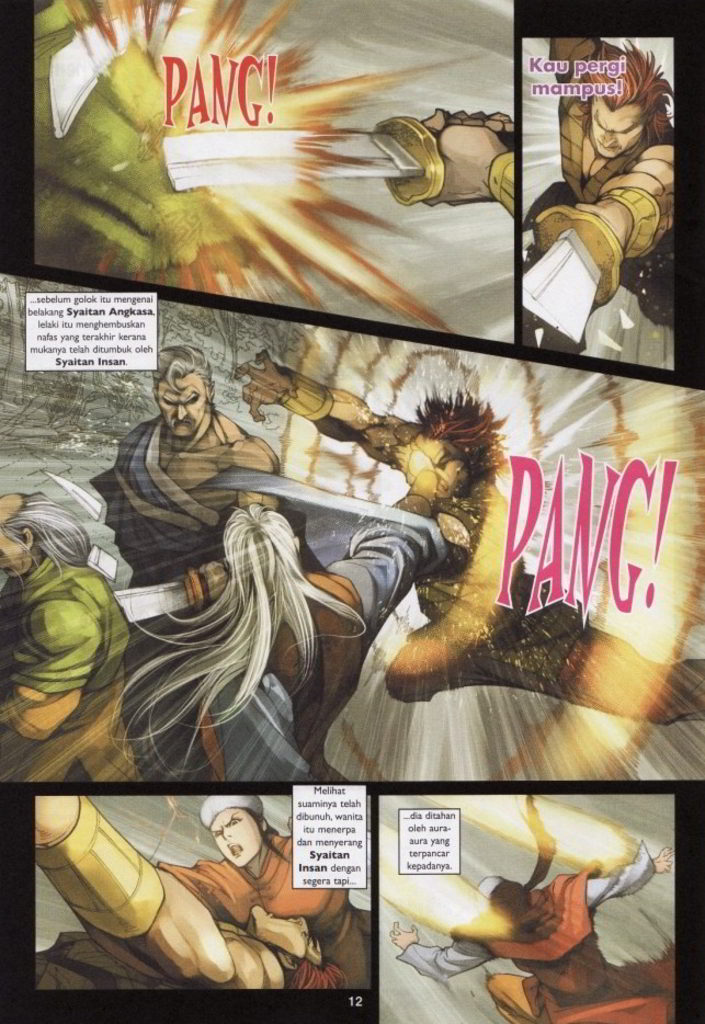 PANG!
Kau pergi
mampus!
...sebelum golok itu mengenai
belakang Syaitan Angkasa,
lelaki itu menghembuskan
nafas yang terakhir kerana
mukanya telah ditumbuk oleh
Syaitan Insan.
PANG!
Melihat
suaminya telah
dibunuh, wanita
itu menerpa
dan menyerang
Syaitan
Insan dengan
segera tapi...
...dia ditahan
oleh aura-
aura yang
terpancar
kepadanya.
12